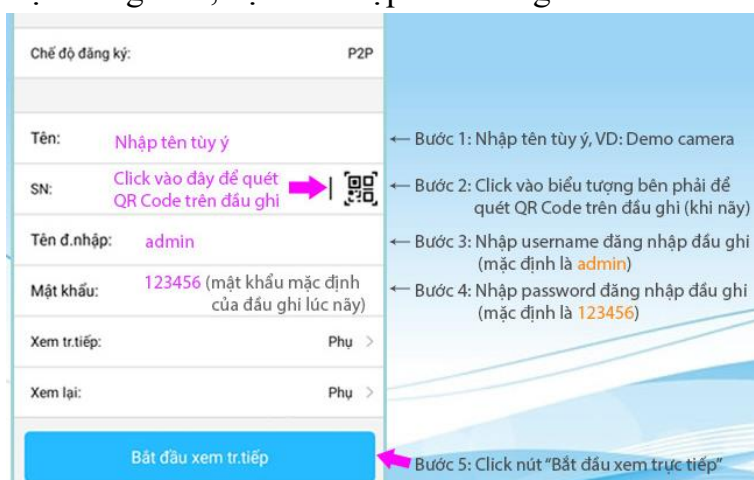 Chế độ đăng ký: P2P
Tên: Nhập tên tùy ý ← Bước 1: Nhập tên tùy ý, VD: Demo camera
SN: Click vào đây để quét
QR Code trên đầu ghi
← Bước 2: Click vào biểu tượng bên phải để
quét QR Code trên đầu ghi (khi nãy)
Tên đ.nhập: admin
← Bước 3: Nhập username đăng nhập đầu ghi
(mặc định là admin)
Mật khẩu: 123456 (mật khẩu mặc định
của đầu ghi lúc nãy)
← Bước 4: Nhập password đăng nhập đầu ghi
(mặc định là 123456)
Xem tr.tiếp: Phụ >
Xem lại: Phụ >
Bắt đầu xem tr.tiếp
Bước 5: Click nút “Bắt đầu xem trực tiếp”